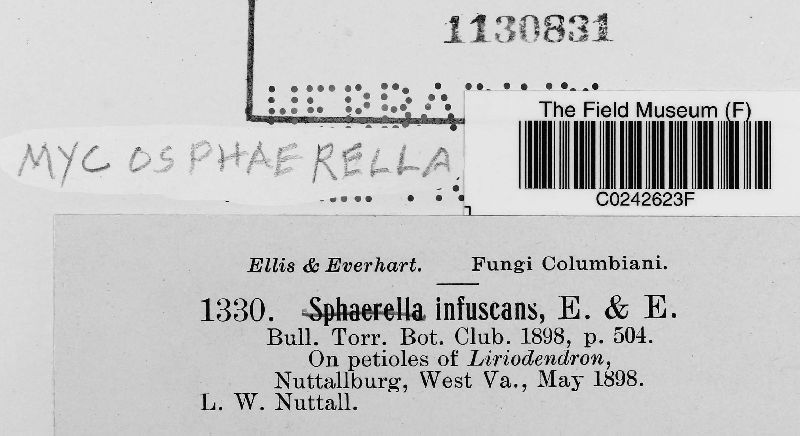 1130831
The Field Museum (F)
C0242623F
MYCOSPHAERELLA
Ellis & Everhart. Fungi Columbiani.
1330. Sphaerella infuscans, E. & E.
Bull. Torr. Bot. Club. 1898, p. 504.
On petioles of Liriodendron,
Nuttallburg, West Va., May 1898.
L. W. Nuttall.